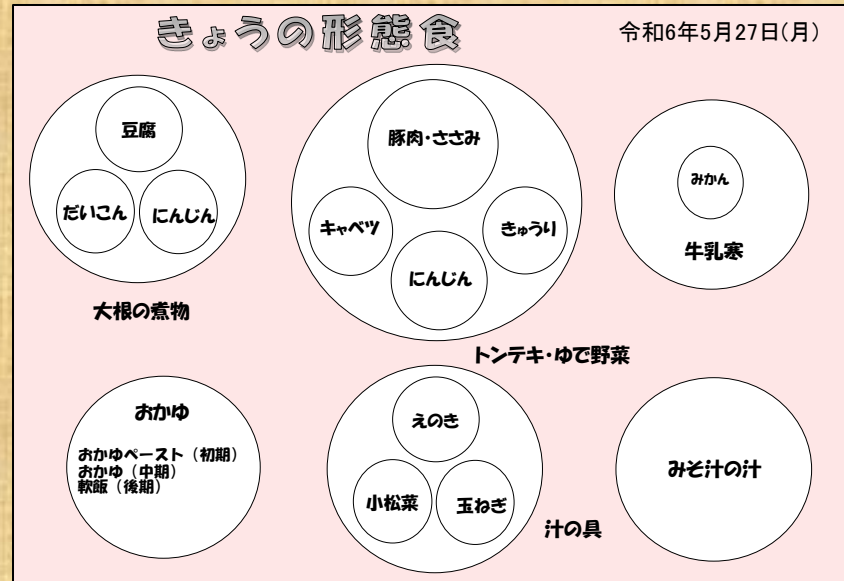 きょうの形態食
令和6年5月27日(月)
豆腐
だいこん
にんじん
大根の煮物
豚肉・ささみ
キャベツ
きゅうり
にんじん
トンテキ・ゆで野菜
みかん
牛乳寒
おかゆ
おかゆペースト（初期）
おかゆ（中期）
軟飯（後期）
えのき
小松菜
玉ねぎ
汁の具
みそ汁の汁